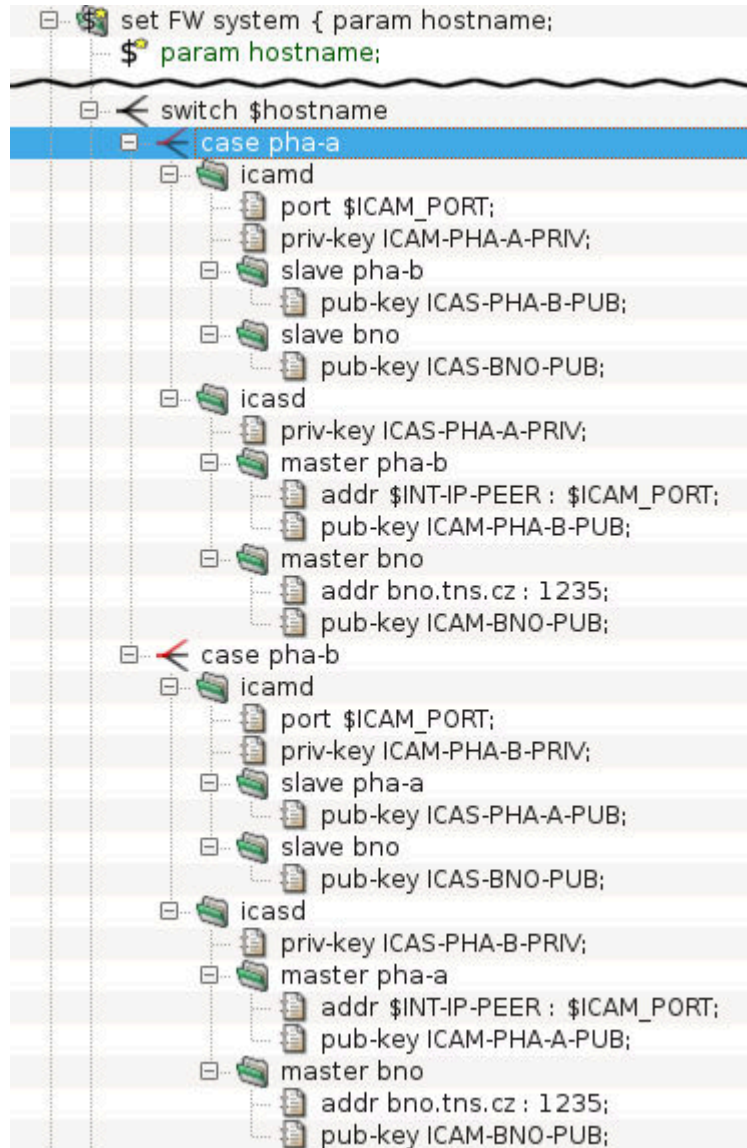 set FW system { param hostname;
param hostname;
switch $hostname
case pha-a
icamd
port $ICAM_PORT;
priv-key ICAM-PHA-A-PRIV;
slave pha-b
pub-key ICAS-PHA-B-PUB;
slave bno
pub-key ICAS-BNO-PUB;
icasd
priv-key ICAS-PHA-A-PRIV;
master pha-b
addr $INT-IP-PEER : $ICAM_PORT;
pub-key ICAM-PHA-B-PUB;
master bno
addr bno.tns.cz : 1235;
pub-key ICAM-BNO-PUB;
case pha-b
icamd
port $ICAM_PORT;
priv-key ICAM-PHA-B-PRIV;
slave pha-a
pub-key ICAS-PHA-A-PUB;
slave bno
pub-key ICAS-BNO-PUB;
icasd
priv-key ICAS-PHA-B-PRIV;
master pha-a
addr $INT-IP-PEER : $ICAM_PORT;
pub-key ICAM-PHA-A-PUB;
master bno
addr bno.tns.cz : 1235;
pub-key ICAM-BNO-PUB;